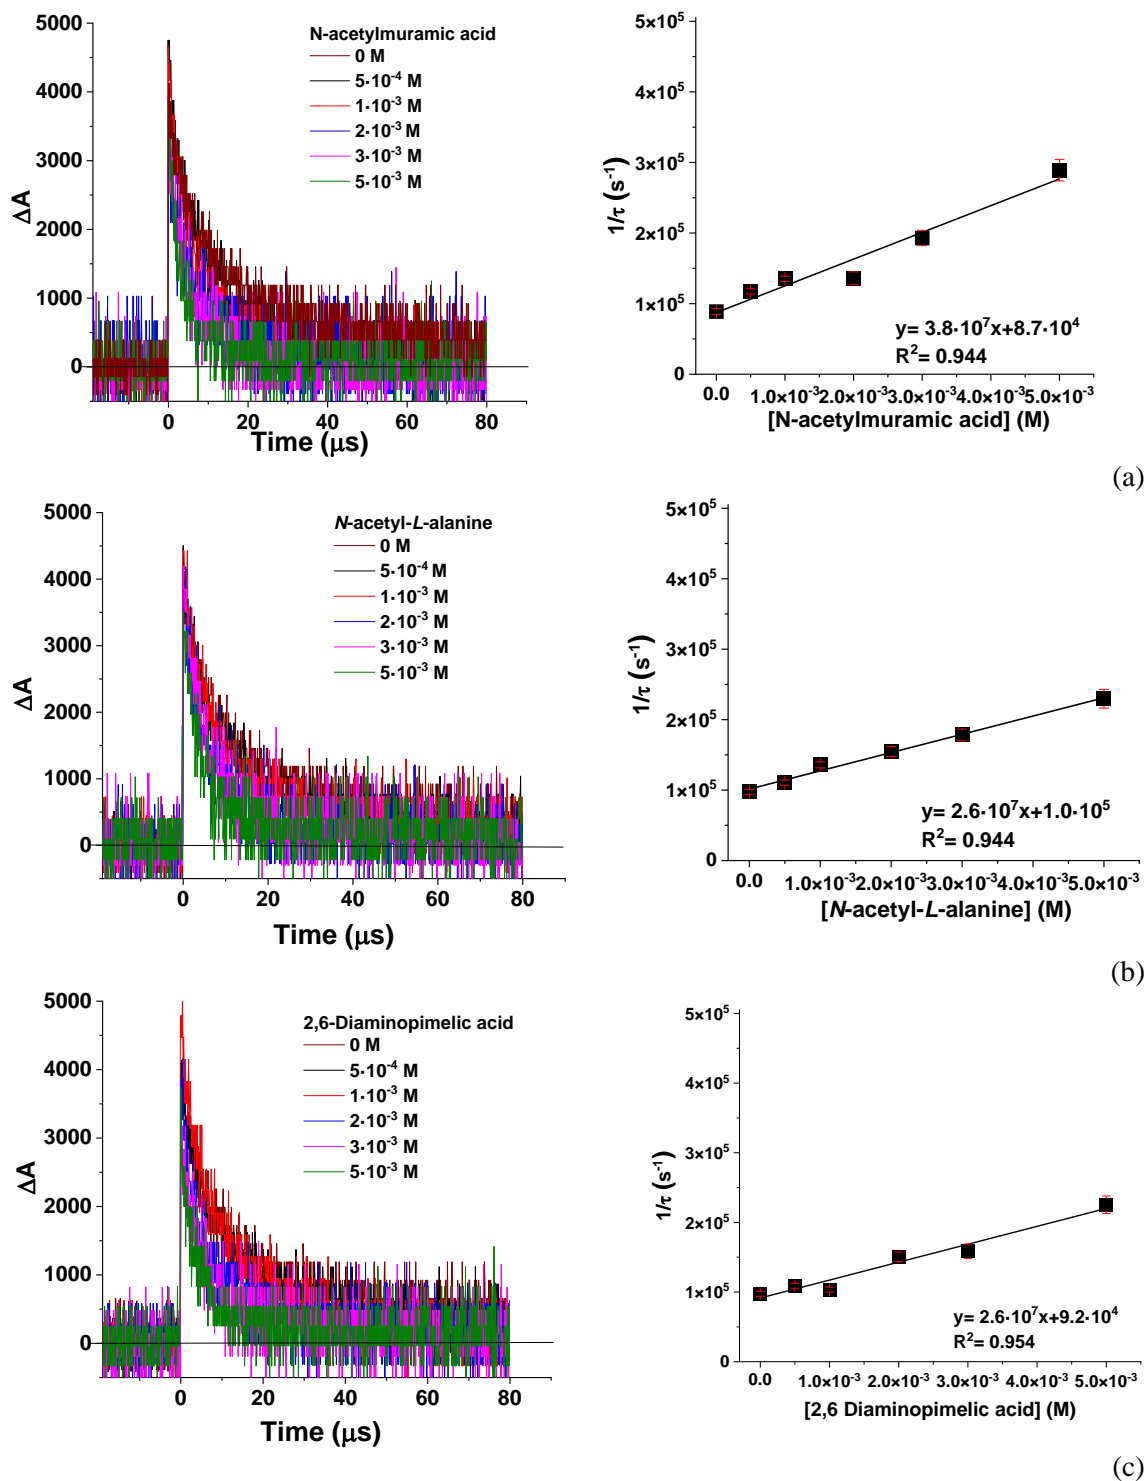 5000
4000
3000
2000
1000
0
ΔA
N-acetylmuramic acid
0 M
5·10⁻⁴ M
1·10⁻³ M
2·10⁻³ M
3·10⁻³ M
5·10⁻³ M
0 20 40 60 80
Time (μs)
5×10⁵
4×10⁵
3×10⁵
2×10⁵
1×10⁵
0
1/τ (s⁻¹)
y= 3.8·10⁷x+8.7·10⁴
R²= 0.944
0.0 1.0×10⁻³ 2.0×10⁻³ 3.0×10⁻³ 4.0×10⁻³ 5.0×10⁻³
[N-acetylmuramic acid] (M)
(a)
5000
4000
3000
2000
1000
0
ΔA
N-acetyl-L-alanine
0 M
5·10⁻⁴ M
1·10⁻³ M
2·10⁻³ M
3·10⁻³ M
5·10⁻³ M
0 20 40 60 80
Time (μs)
5×10⁵
4×10⁵
3×10⁵
2×10⁵
1×10⁵
0
1/τ (s⁻¹)
y= 2.6·10⁷x+1.0·10⁵
R²= 0.944
0.0 1.0×10⁻³ 2.0×10⁻³ 3.0×10⁻³ 4.0×10⁻³ 5.0×10⁻³
[N-acetyl-L-alanine] (M)
(b)
5000
4000
3000
2000
1000
0
ΔA
2,6-Diaminopimelic acid
0 M
5·10⁻⁴ M
1·10⁻³ M
2·10⁻³ M
3·10⁻³ M
5·10⁻³ M
0 20 40 60 80
Time (μs)
5×10⁵
4×10⁵
3×10⁵
2×10⁵
1×10⁵
0
1/τ (s⁻¹)
y= 2.6·10⁷x+9.2·10⁴
R²= 0.954
0.0 1.0×10⁻³ 2.0×10⁻³ 3.0×10⁻³ 4.0×10⁻³ 5.0×10⁻³
[2,6 Diaminopimelic acid] (M)
(c)